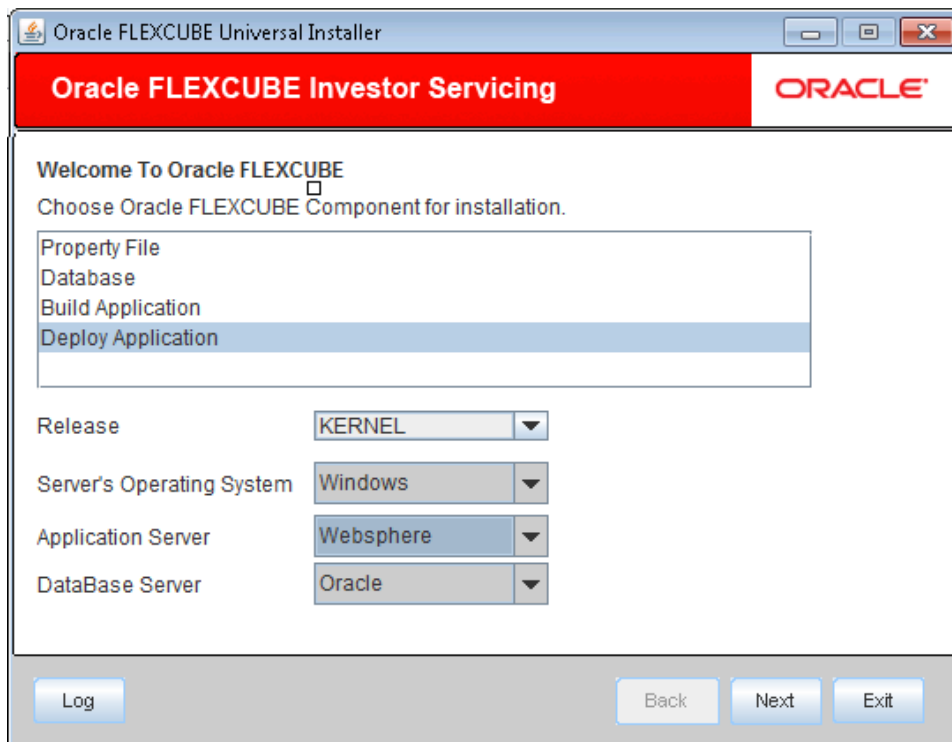 Oracle FLEXCUBE Universal Installer
Oracle FLEXCUBE Investor Servicing
ORACLE
Welcome To Oracle FLEXCUBE
Choose Oracle FLEXCUBE Component for installation.
Property File
Database
Build Application
Deploy Application
Release KERNEL
Server's Operating System Windows
Application Server Websphere
DataBase Server Oracle
Log Back Next Exit